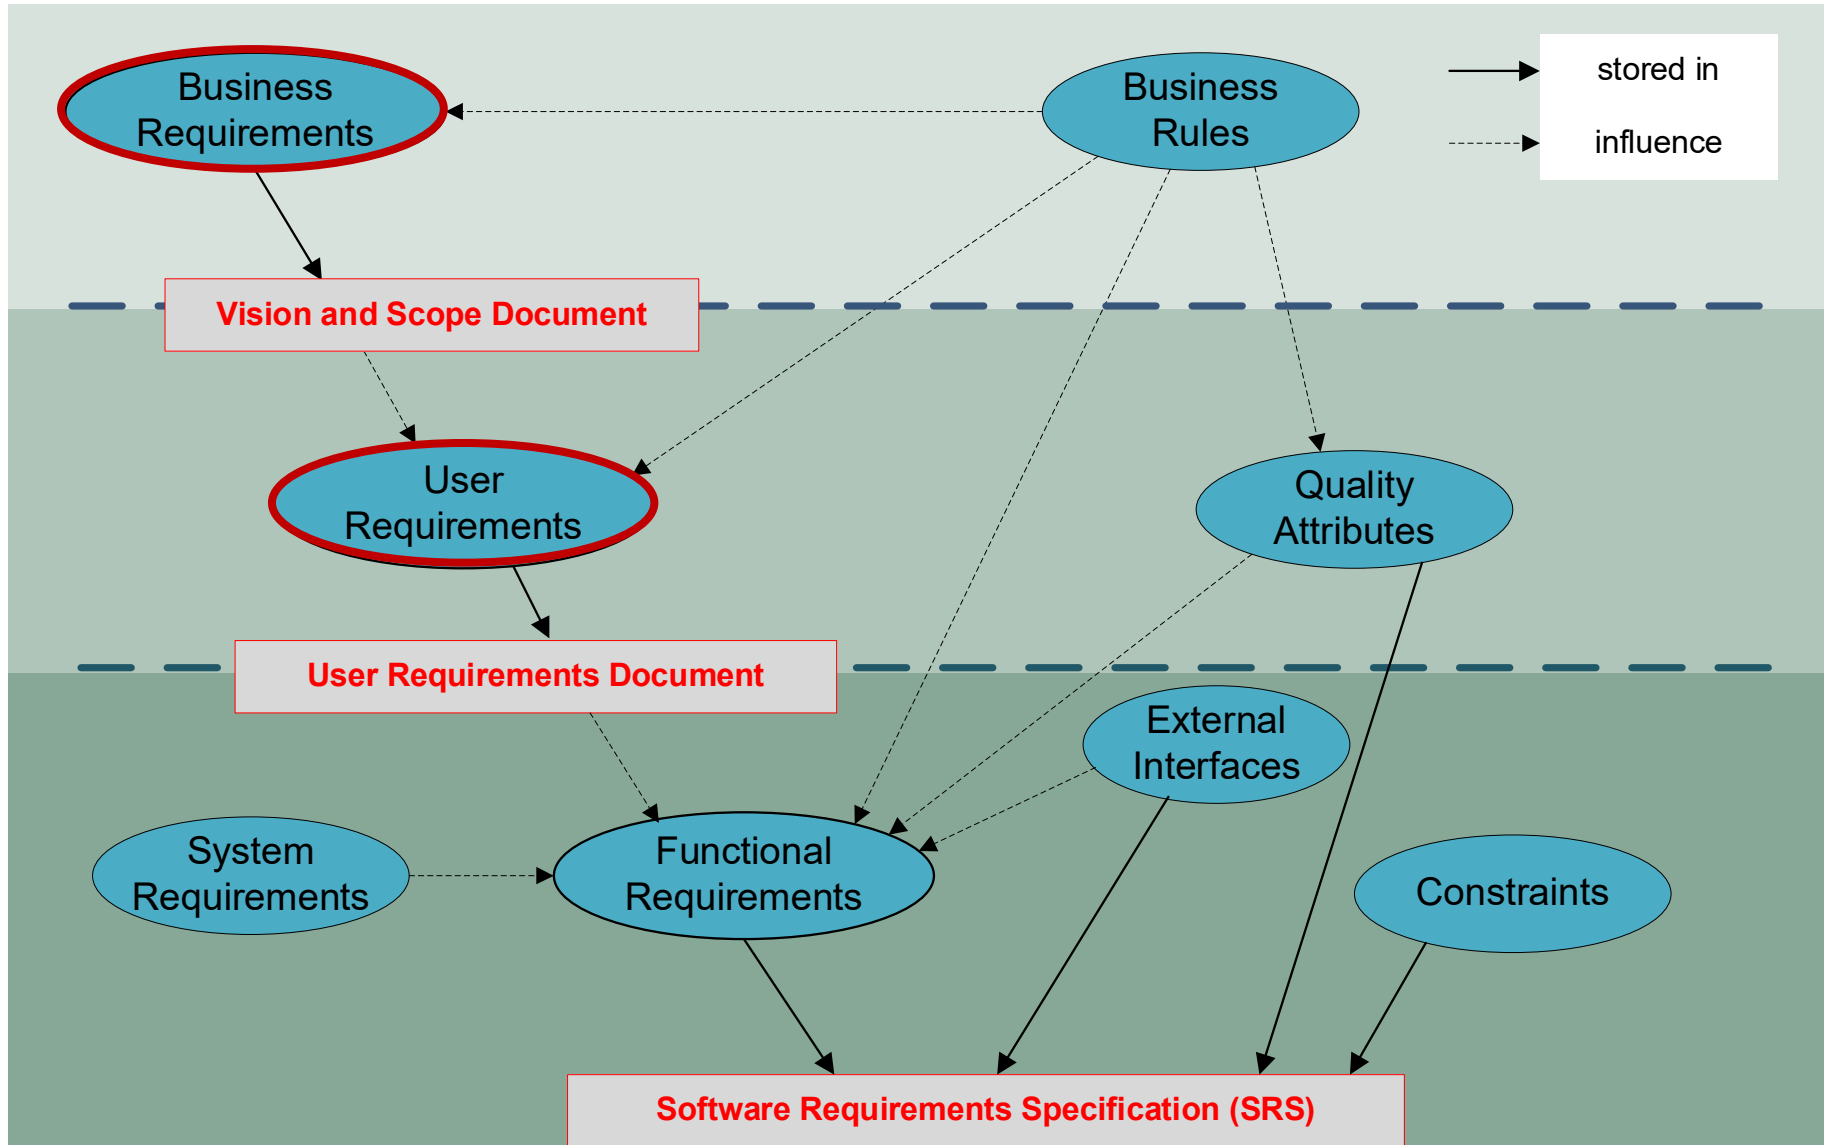 Business
Requirements
Business
Rules
stored in
influence
Vision and Scope Document
User
Requirements
Quality
Attributes
User Requirements Document
External
Interfaces
System
Requirements
Functional
Requirements
Constraints
Software Requirements Specification (SRS)